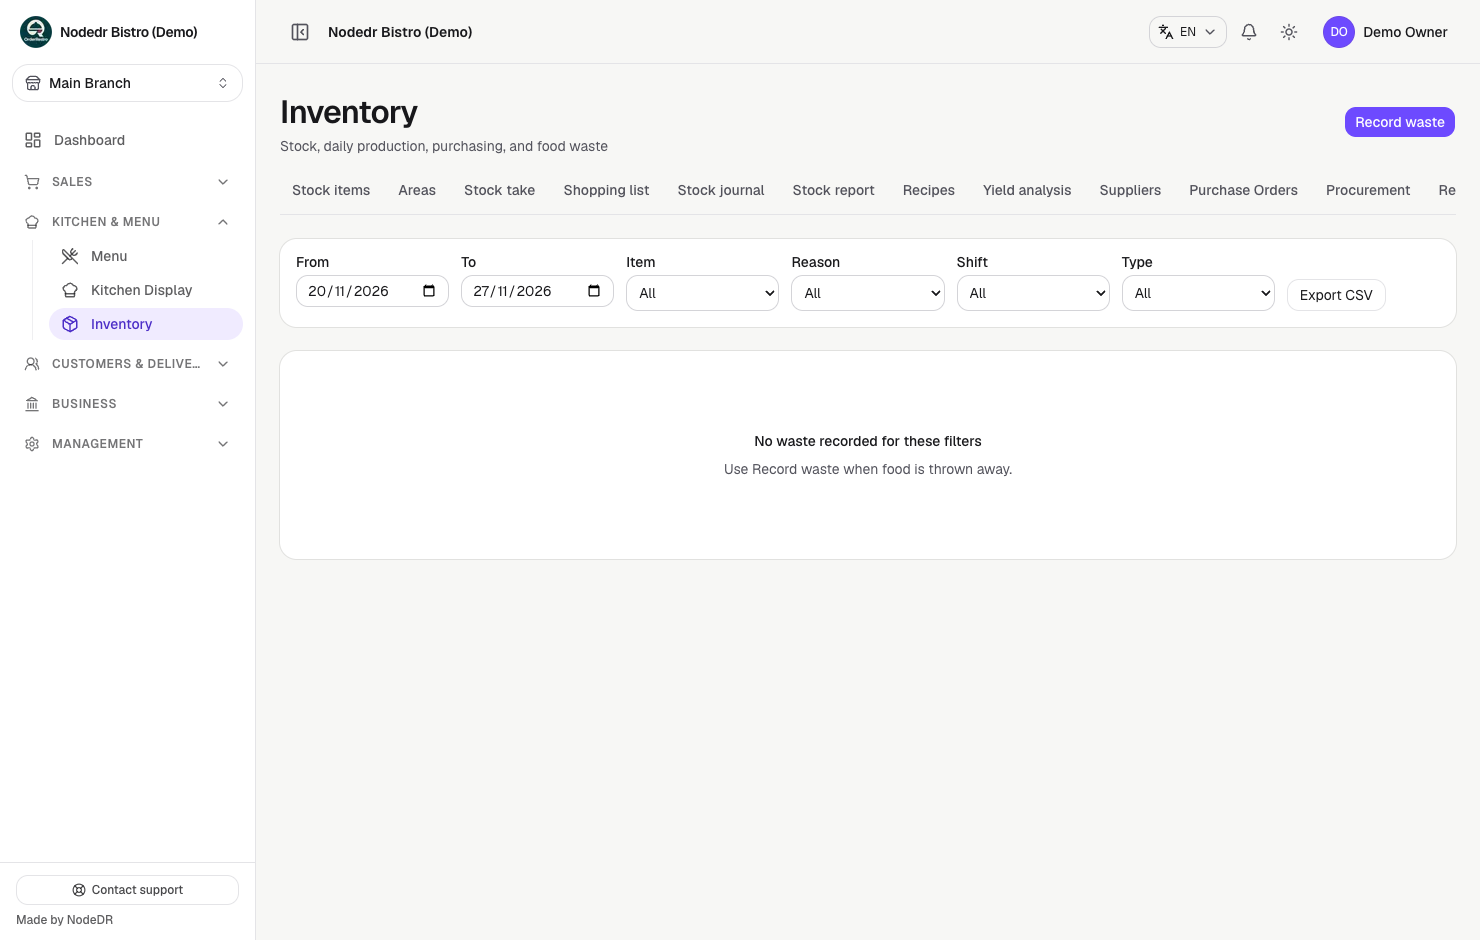 Nodedr Bistro (Demo)
Main Branch
Dashboard
SALES
KITCHEN & MENU
Menu
Kitchen Display
Inventory
CUSTOMERS & DELIVE...
BUSINESS
MANAGEMENT
Contact support
Made by NodeDR
Nodedr Bistro (Demo)
EN
DO
Demo Owner
Inventory
Stock, daily production, purchasing, and food waste
Record waste
Stock items Areas Stock take Shopping list Stock journal Stock report Recipes Yield analysis Suppliers Purchase Orders Procurement Re
From To Item Reason Shift Type
20/11/2026 27/11/2026 All All All All Export CSV
No waste recorded for these filters
Use Record waste when food is thrown away.